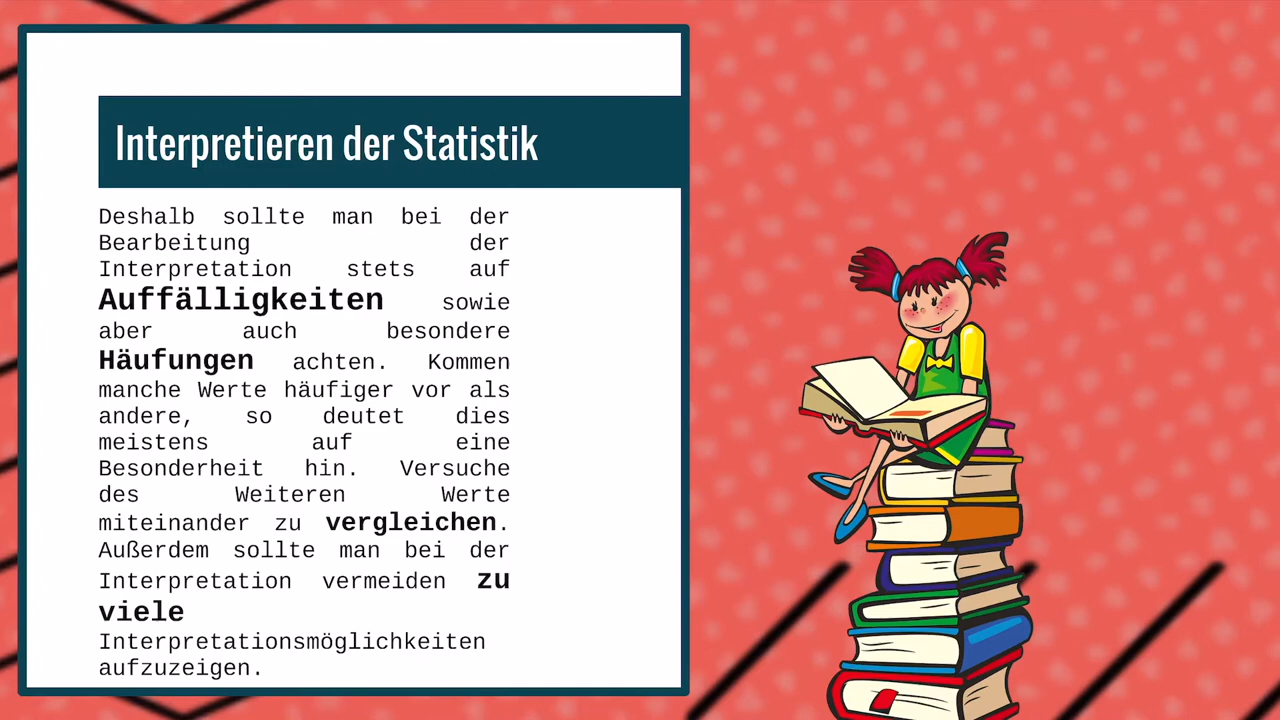 Interpretieren der Statistik
Deshalb sollte man bei der
Bearbeitung der
Interpretation stets auf
Auffälligkeiten sowie
aber auch besondere
Häufungen achten. Kommen
manche Werte häufiger vor als
andere, so deutet dies
meistens auf eine
Besonderheit hin. Versuche
des Weiteren Werte
miteinander zu vergleichen.
Außerdem sollte man bei der
Interpretation vermeiden zu
viele
Interpretationsmöglichkeiten
aufzuzeigen.